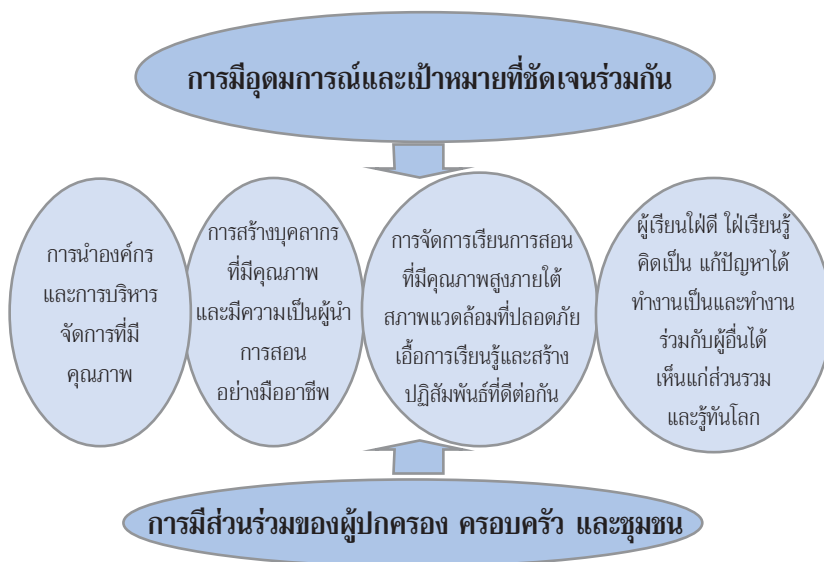 การมีอุดมการณ์และเป้าหมายที่ชัดเจนร่วมกัน
การนำองค์กร
และการบริหาร
จัดการที่มี
คุณภาพ
การสร้างบุคลากร
ที่มีคุณภาพ
และมีความเป็นผู้นำ
การสอน
อย่างมืออาชีพ
การจัดการเรียนการสอน
ที่มีคุณภาพสูงภายใต้
สภาพแวดล้อมที่ปลอดภัย
เอื้อการเรียนรู้และสร้าง
ปฏิสัมพันธ์ที่ดีต่อกัน
ผู้เรียนใฝ่ดี ใฝ่เรียนรู้
คิดเป็น แก้ปัญหาได้
ทำงานเป็นและทำงาน
ร่วมกับผู้อื่นได้
เห็นแก่ส่วนรวม
และรู้ทันโลก
การมีส่วนร่วมของผู้ปกครอง ครอบครัว และชุมชน